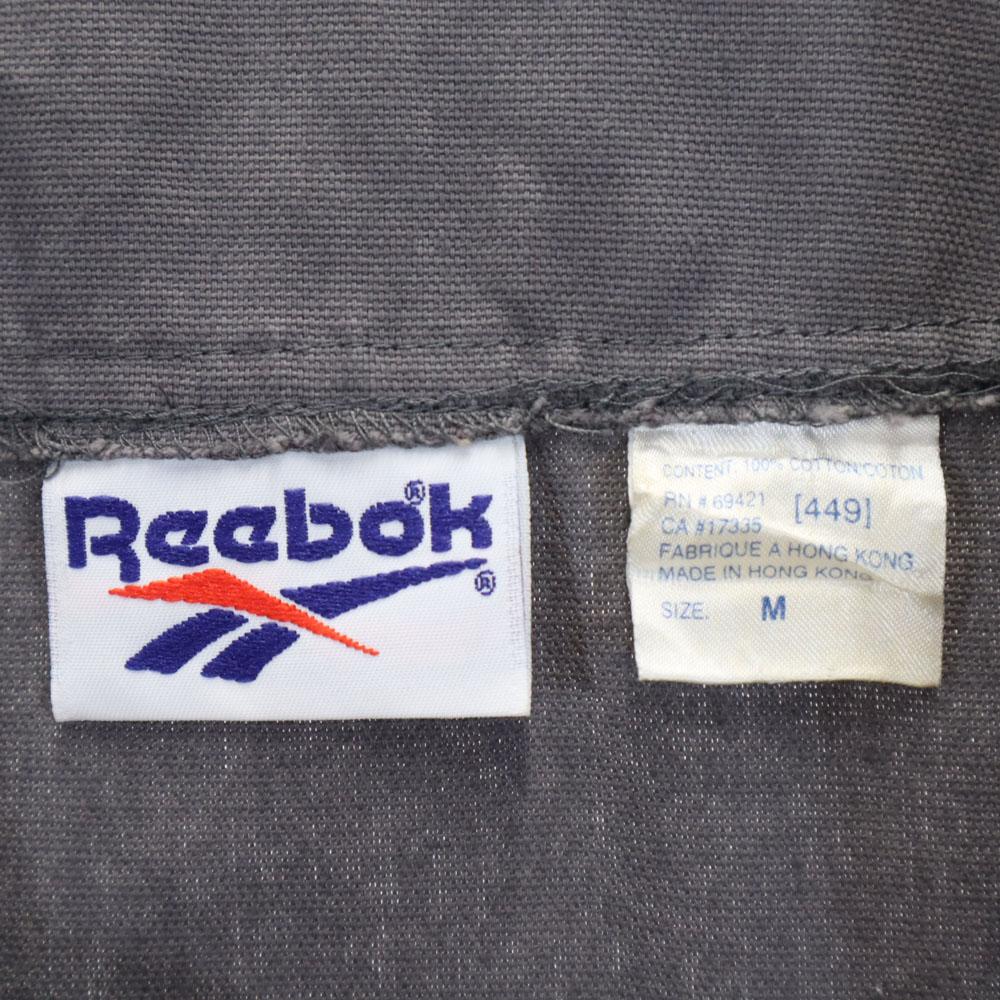 Reebok®
®
CONTENT: 100% COTTON/COTON
RN # 69421 [449]
CA #17335
FABRIQUE A HONG KONG
MADE IN HONG KONG
SIZE. M